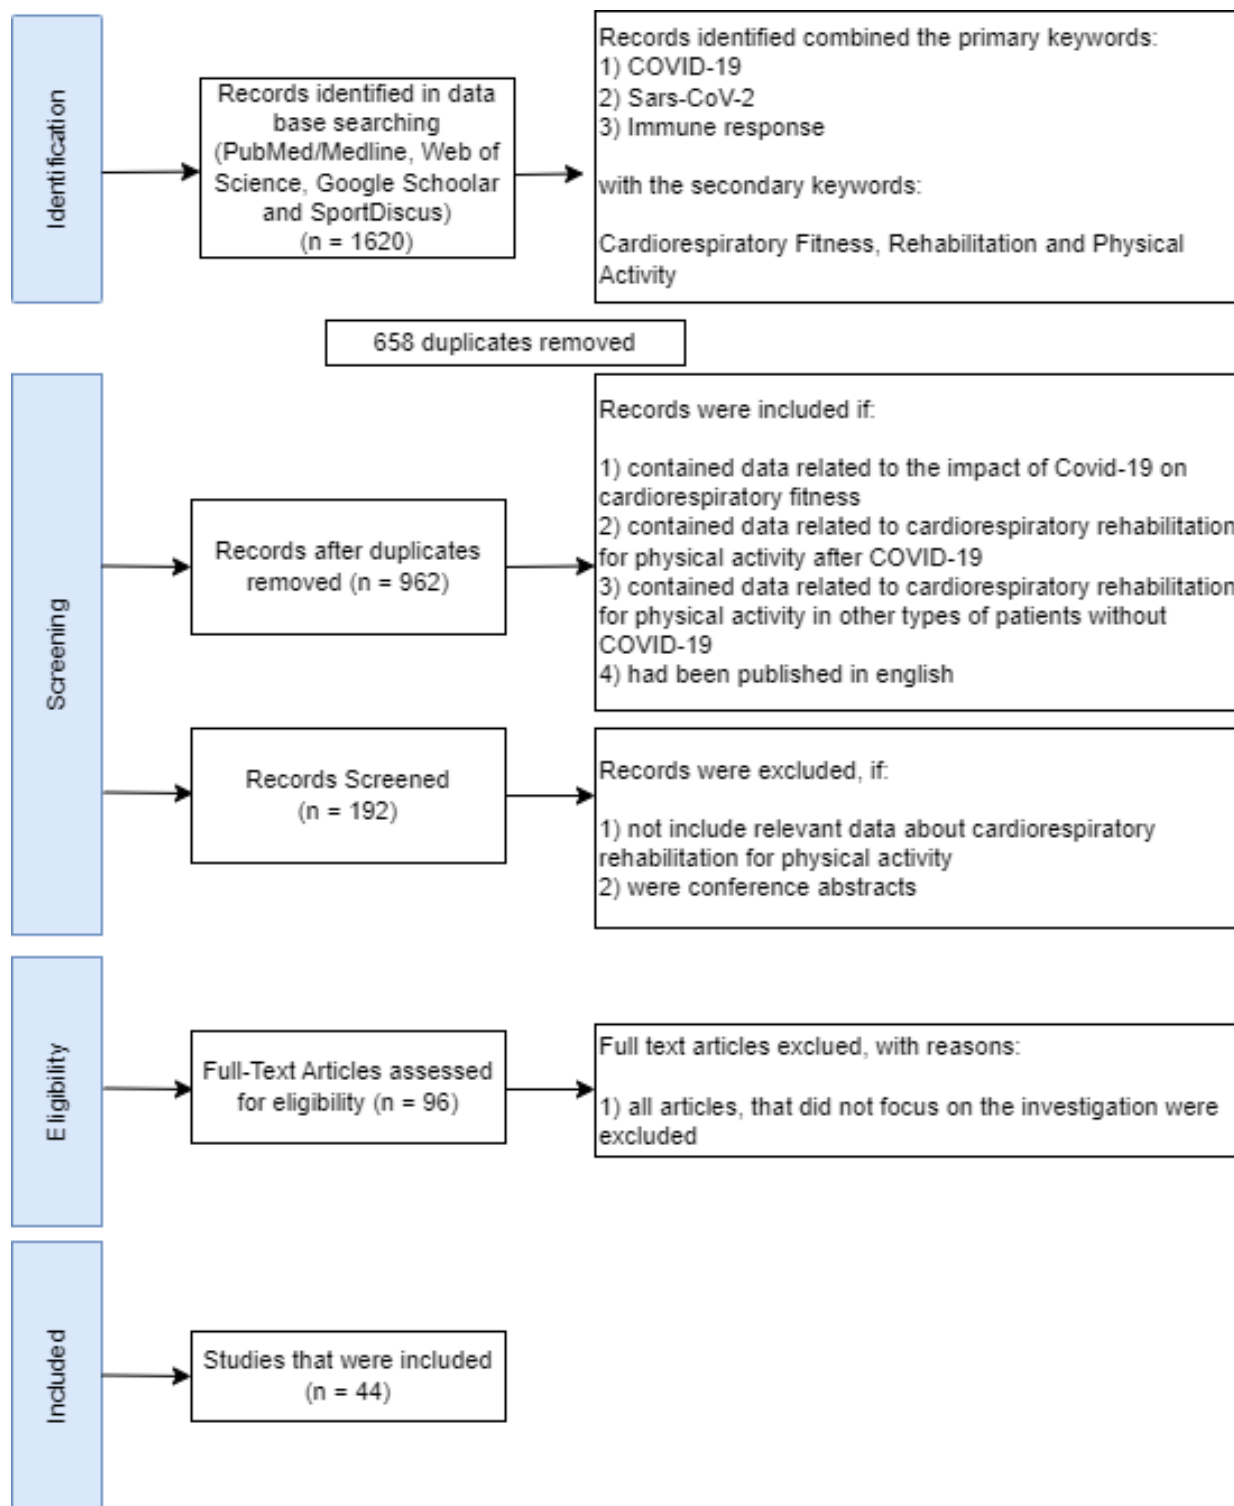 Identification
Records identified in data
base searching
(PubMed/Medline, Web of
Science, Google Schoolar
and SportDiscus)
(n = 1620)
Records identified combined the primary keywords:
1) COVID-19
2) Sars-CoV-2
3) Immune response
with the secondary keywords:
Cardiorespiratory Fitness, Rehabilitation and Physical
Activity
658 duplicates removed
Screening
Records after duplicates
removed (n = 962)
Records were included if:
1) contained data related to the impact of Covid-19 on
cardiorespiratory fitness
2) contained data related to cardiorespiratory rehabilitation
for physical activity after COVID-19
3) contained data related to cardiorespiratory rehabilitation
for physical activity in other types of patients without
COVID-19
4) had been published in english
Records Screened
(n = 192)
Records were excluded, if:
1) not include relevant data about cardiorespiratory
rehabilitation for physical activity
2) were conference abstracts
Eligibility
Full-Text Articles assessed
for eligibility (n = 96)
Full text articles exclued, with reasons:
1) all articles, that did not focus on the investigation were
excluded
Included
Studies that were included
(n = 44)